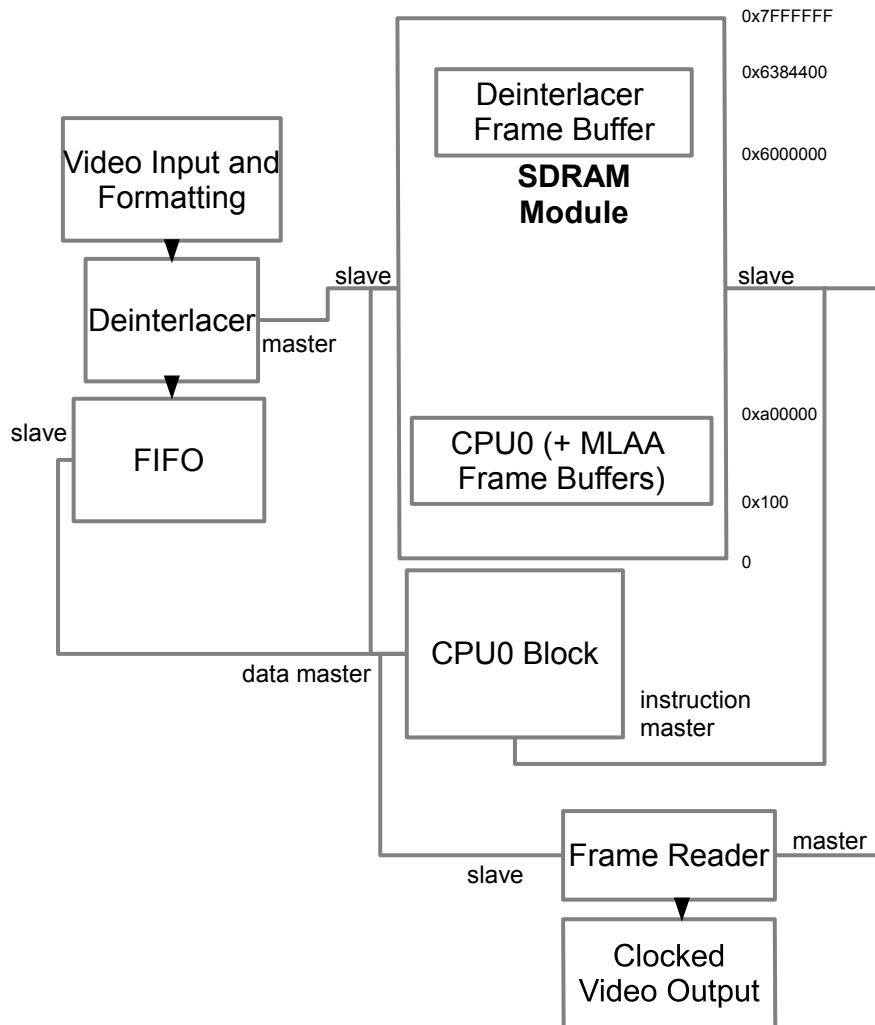 0x7FFFFFF
0x6384400
Deinterlacer
Frame Buffer
0x6000000
SDRAM
Module
Video Input and
Formatting
slave
slave
Deinterlacer
master
slave
FIFO
0xa00000
CPU0 (+ MLAA
Frame Buffers)
0x100
0
CPU0 Block
data master
instruction
master
Frame Reader
master
slave
Clocked
Video Output